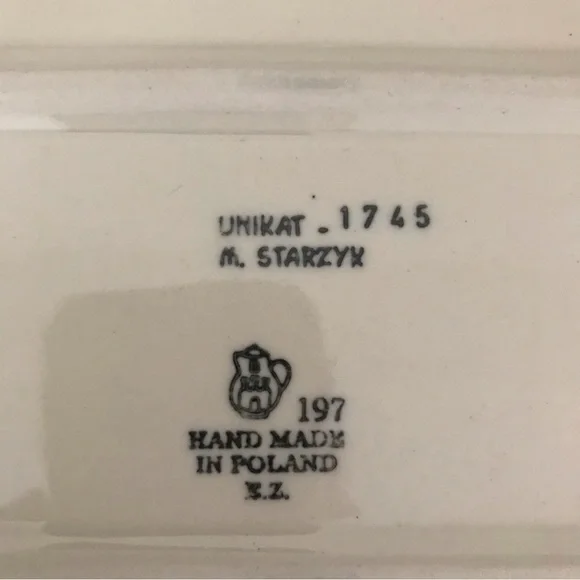 UNIKAT - 1745
M. STARZYK
197
HAND MADE
IN POLAND